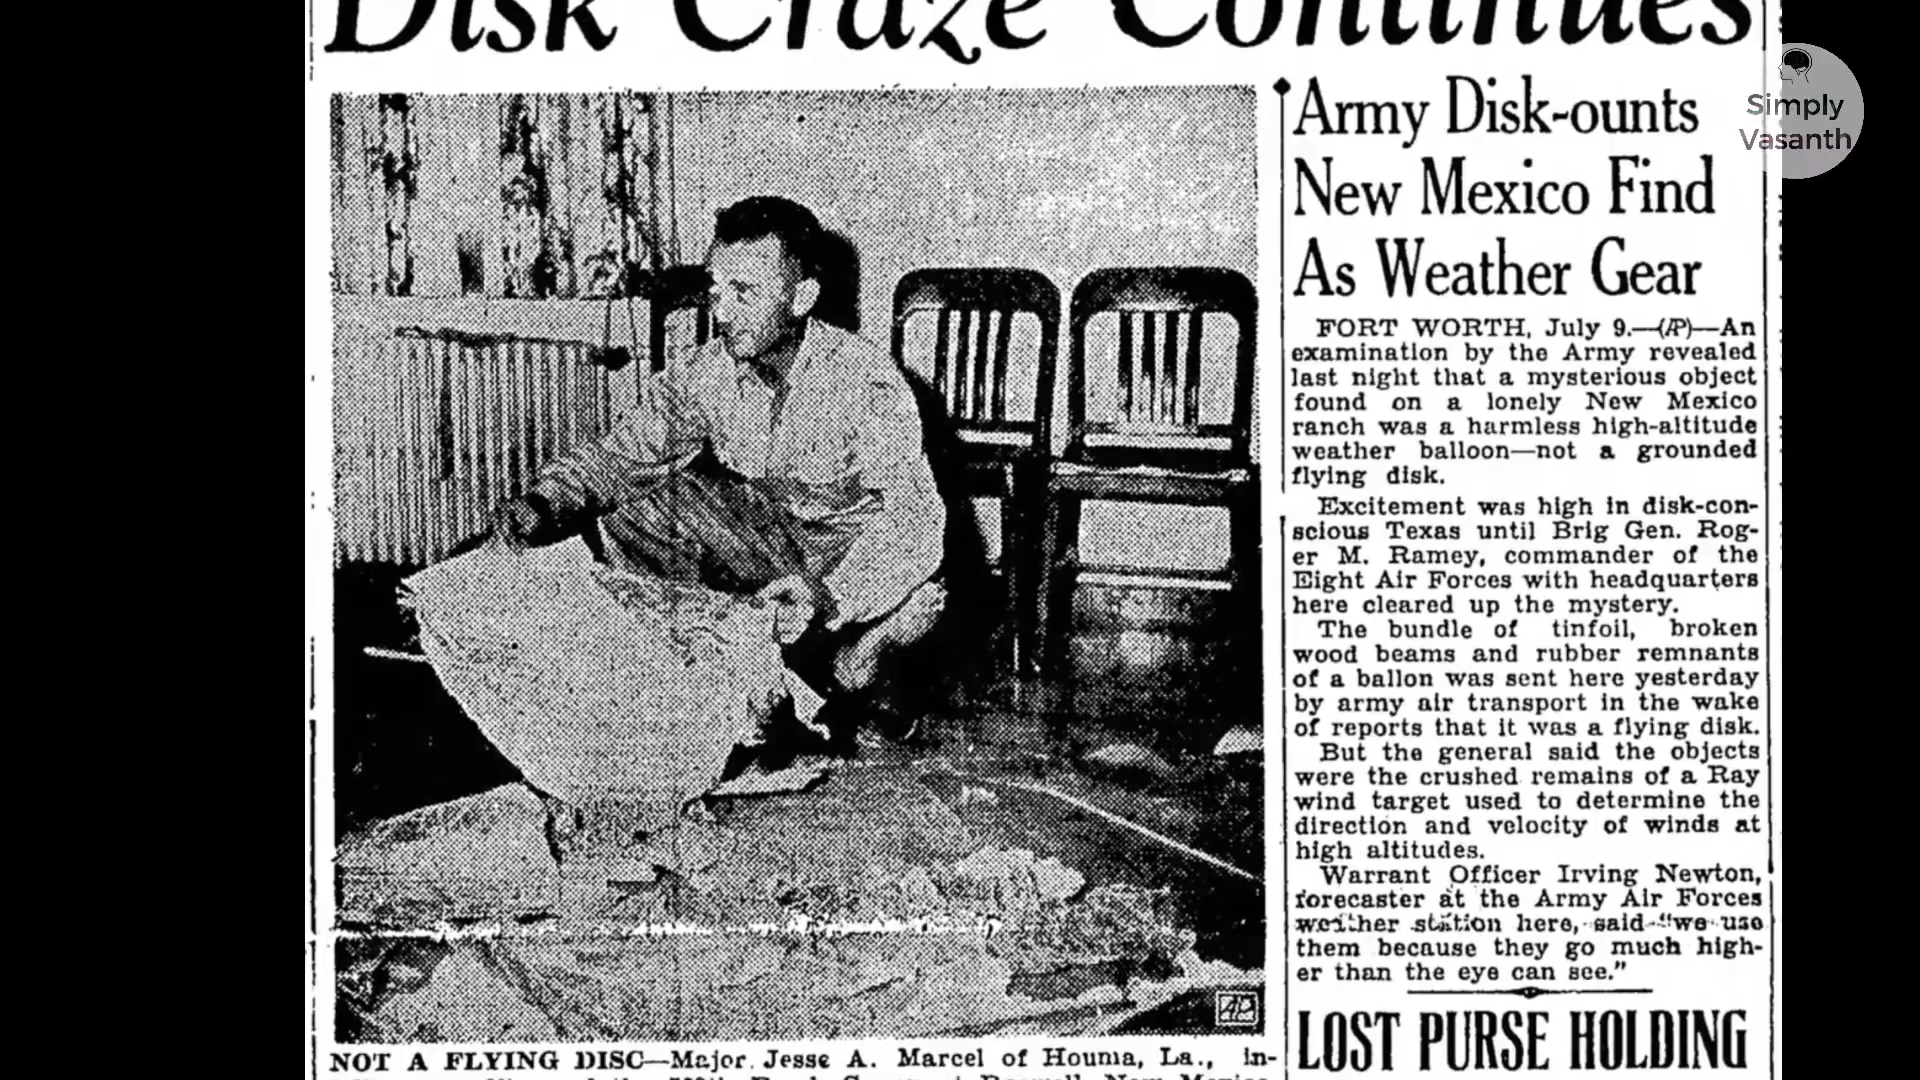 Disk Craze Continues
Army Disk-ounts
New Mexico Find
As Weather Gear
FORT WORTH, July 9.—(AP)—An
examination by the Army revealed
last night that a mysterious object
found on a lonely New Mexico
ranch was a harmless high-altitude
weather balloon—not a grounded
flying disk.
Excitement was high in disk-con-
scious Texas until Brig Gen. Rog-
er M. Ramey, commander of the
Eight Air Forces with headquarters
here cleared up the mystery.
The bundle of tinfoil, broken
wood beams and rubber remnants
of a ballon was sent here yesterday
by army air transport in the wake
of reports that it was a flying disk.
But the general said the objects
were the crushed remains of a Ray
wind target used to determine the
direction and velocity of winds at
high altitudes.
Warrant Officer Irving Newton,
forecaster at the Army Air Forces
weather station here, said "we use
them because they go much high-
er than the eye can see."
LOST PURSE HOLDING
AP
NOT A FLYING DISC—Major Jesse A. Marcel of Houma, La., in-
Simply
Vasanth